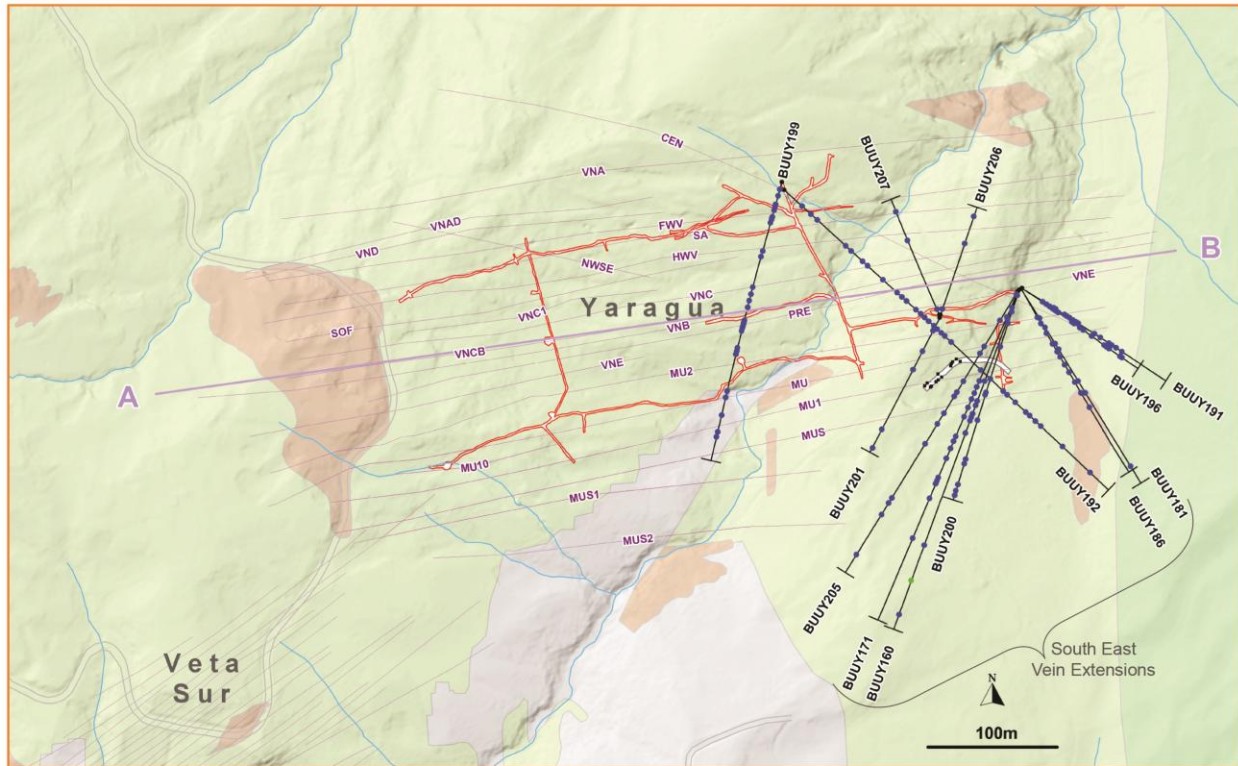 CEN
BUUY199
BUUY207
BUUY206
VNA
VNAD
FWV
SA
VND
HWV
NWSE
B
VNE
VNC
Yaragua
PRE
VNC1
SOF
VNB
VNCB
VNE
A
MU2
MU
MU1
MUS
BUUY191
BUUY196
MU10
BUUY201
BUUY192
BUUY181
BUUY186
MUS1
BUUY200
MUS2
BUUY205
BUUY171
BUUY160
South East
Vein Extensions
Veta
Sur
N
100m